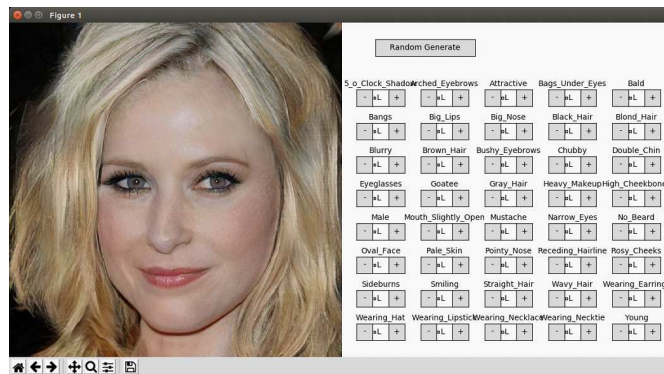 Figure 1
Random Generate
5_o_Clock_Shadow Arched_Eyebrows Attractive Bags_Under_Eyes Bald
- L + - L + - L + - L + - L +
Bangs Big_Lips Big_Nose Black_Hair Blond_Hair
- L + - L + - L + - L + - L +
Blurry Brown_Hair Bushy_Eyebrows Chubby Double_Chin
- L + - L + - L + - L + - L +
Eyeglasses Goatee Gray_Hair Heavy_Makeup High_Cheekbone
- L + - L + - L + - L + - L +
Male Mouth_Slightly_Open Mustache Narrow_Eyes No_Beard
- L + - L + - L + - L + - L +
Oval_Face Pale_Skin Pointy_Nose Receding_Hairline Rosy_Cheeks
- L + - L + - L + - L + - L +
Sideburns Smiling Straight_Hair Wavy_Hair Wearing_Earring
- L + - L + - L + - L + - L +
Wearing_Hat Wearing_Lipstick Wearing_Necklace Wearing_Necktie Young
- L + - L + - L + - L + - L +